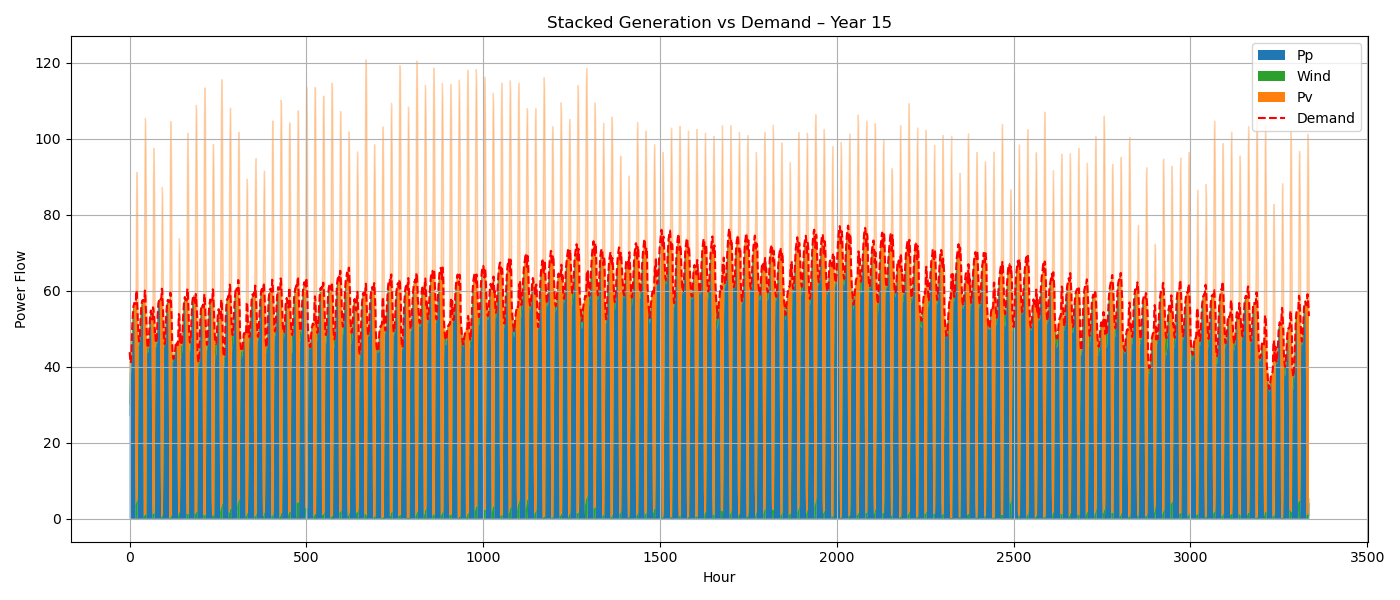 Stacked Generation vs Demand – Year 15
Pp
Wind
Pv
Demand
120
100
80
60
40
20
0
Power Flow
0 500 1000 1500 2000 2500 3000 3500
Hour